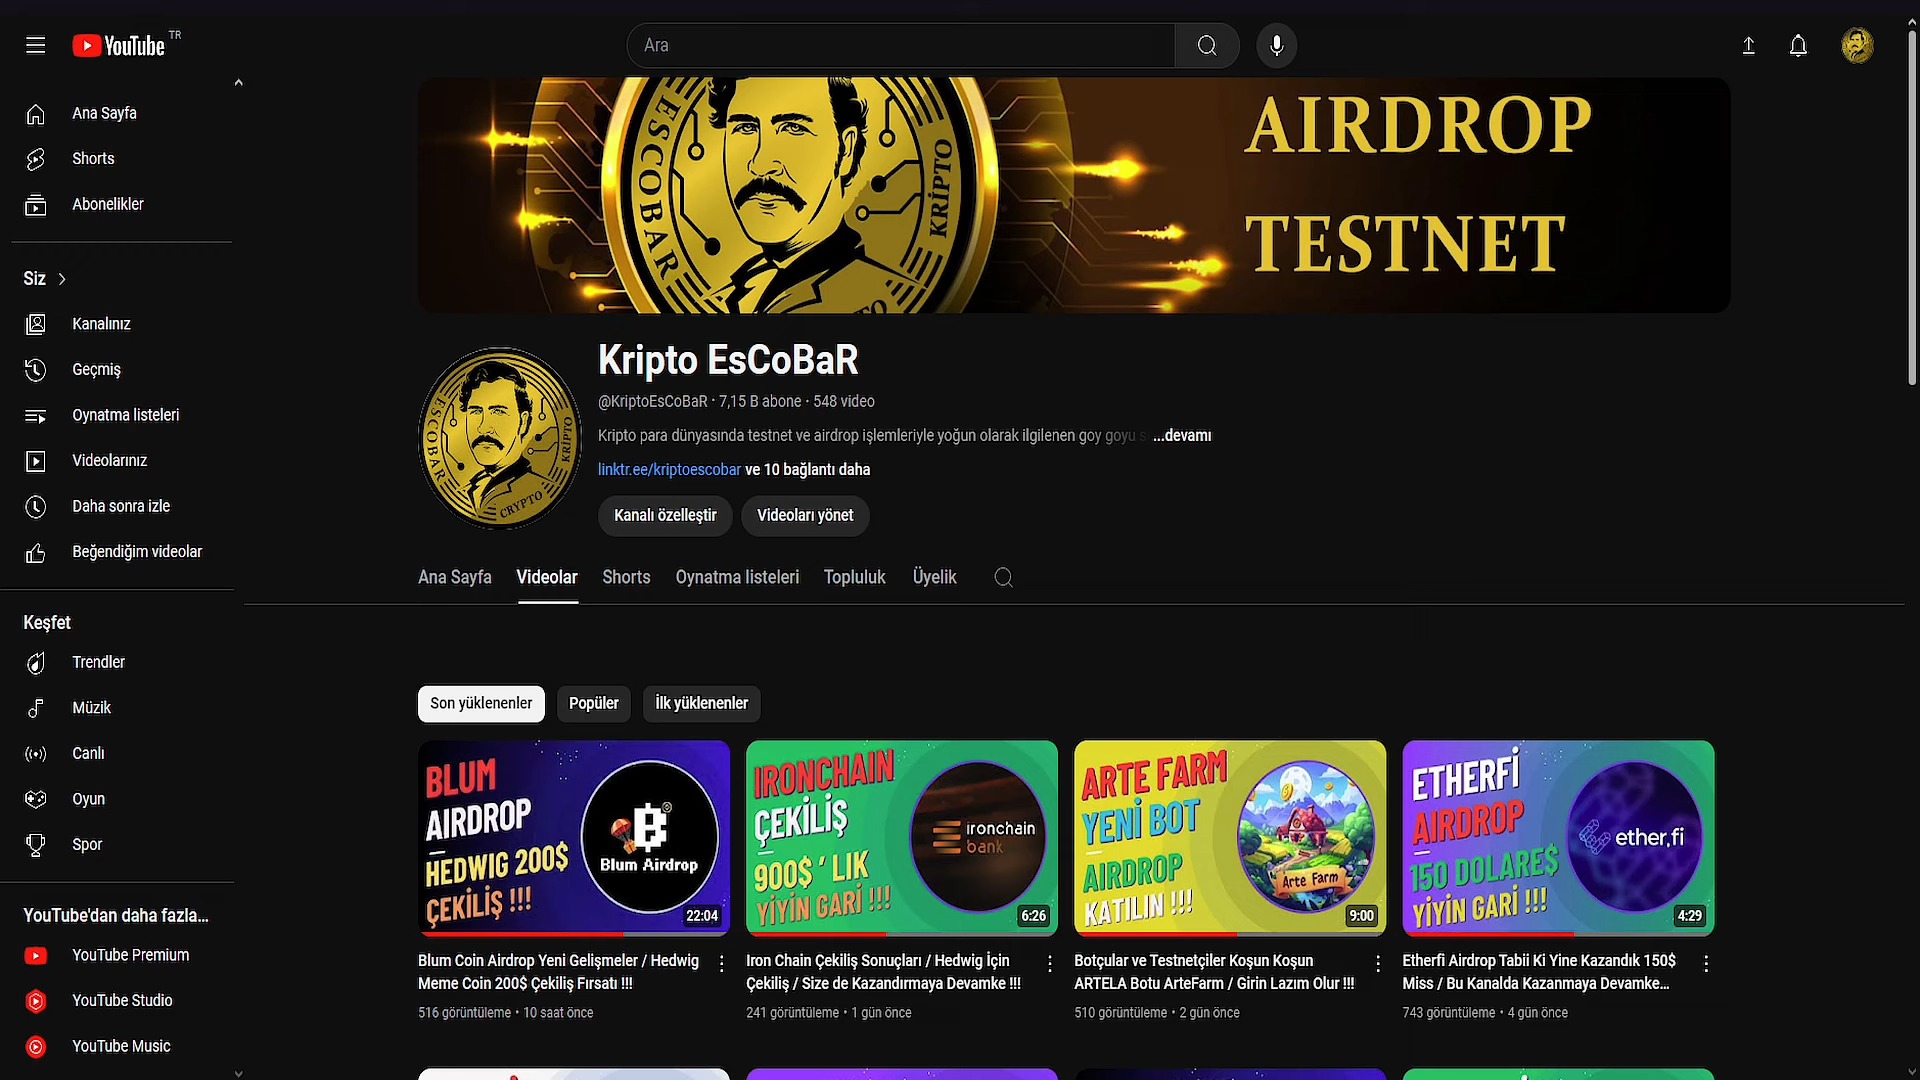 YouTube TR
Ara
Ana Sayfa
Shorts
Abonelikler
Siz
Kanalınız
Geçmiş
Oynatma listeleri
Videolarınız
Daha sonra izle
Beğendiğim videolar
Keşfet
Trendler
Müzik
Canlı
Oyun
Spor
YouTube'dan daha fazla...
YouTube Premium
YouTube Studio
YouTube Music
ESCOBAR
KRİPTO
AIRDROP
TESTNET
ESCOBAR
KRİPTO
CRYPTO
Kripto EsCoBaR
@KriptoEsCoBaR · 7,15 B abone · 548 video
Kripto para dünyasında testnet ve airdrop işlemleriyle yoğun olarak ilgilenen goy goyu ...devamı
linktr.ee/kriptoescobar ve 10 bağlantı daha
Kanalı özelleştir
Videoları yönet
Ana Sayfa
Videolar
Shorts
Oynatma listeleri
Topluluk
Üyelik
Son yüklenenler
Popüler
İlk yüklenenler
BLUM
AIRDROP
HEDWIG 200$
ÇEKİLİŞ !!!
Blum Airdrop
22:04
Blum Coin Airdrop Yeni Gelişmeler / Hedwig
Meme Coin 200$ Çekiliş Fırsatı !!!
516 görüntüleme • 10 saat önce
IRONCHAIN
ÇEKİLİŞ
900$ ' LIK
YİYİN GARİ !!!
ironchain
bank
6:26
Iron Chain Çekiliş Sonuçları / Hedwig İçin
Çekiliş / Size de Kazandırmaya Devamke !!!
241 görüntüleme • 1 gün önce
ARTE FARM
YENİ BOT
AIRDROP
KATILIN !!!
Arte Farm
9:00
Botçular ve Testnetçiler Koşun Koşun
ARTELA Botu ArteFarm / Girin Lazım Olur !!!
510 görüntüleme • 2 gün önce
ETHERFİ
AIRDROP
150 DOLARE$
YİYİN GARİ !!!
ether.fi
4:29
Etherfi Airdrop Tabii Ki Yine Kazandık 150$
Miss / Bu Kanalda Kazanmaya Devamke...
743 görüntüleme • 4 gün önce